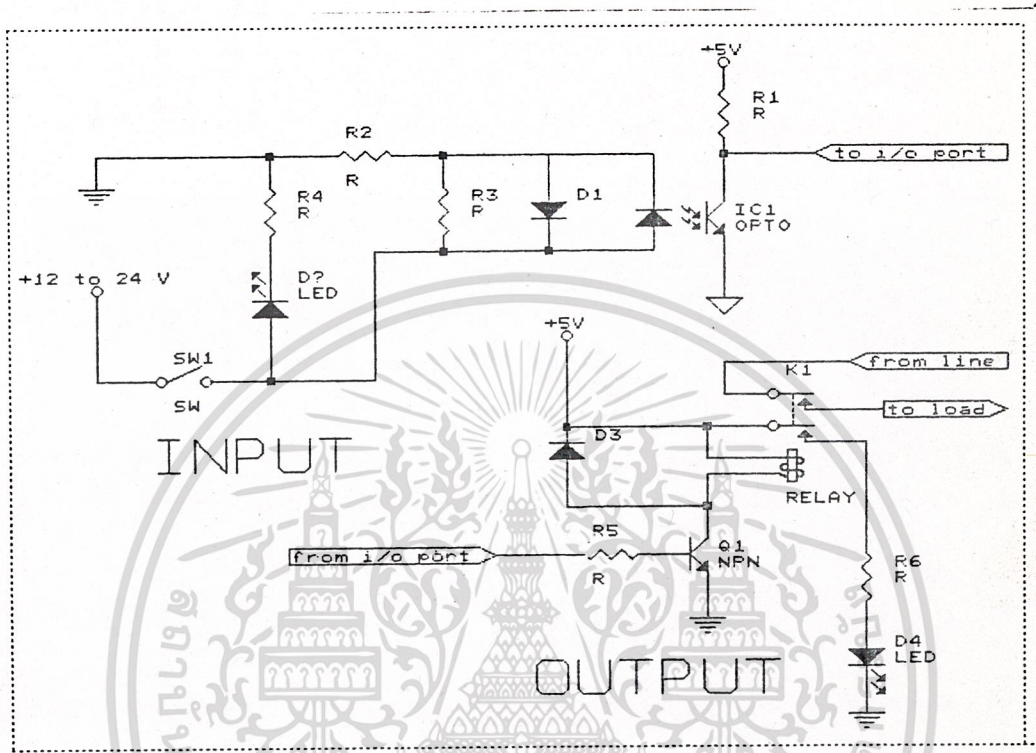 +5V
R1
R
to i/o port
R2
R
R4
R
R3
R
D1
IC1
OPTO
+12 to 24 V
D?
LED
SW1
SW
INPUT
+5V
from line
K1
to load
D3
RELAY
R5
R
from i/o port
Q1
NPN
R6
R
D4
LED
OUTPUT